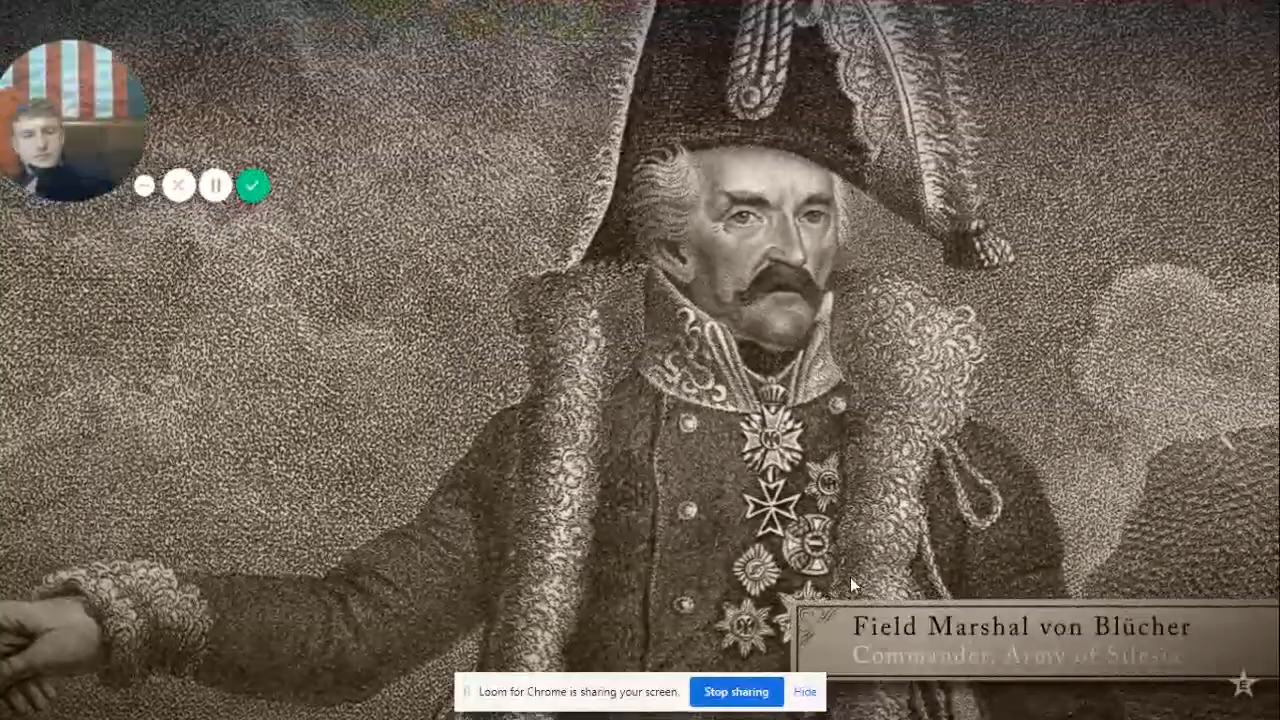 Field Marshal von Blücher
Commander, Army of Silesia
Loom for Chrome is sharing your screen.
Stop sharing
Hide